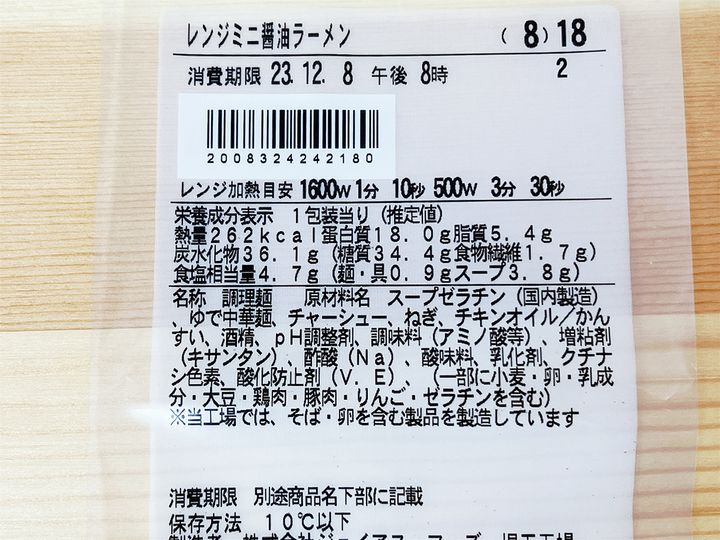 レンジミニ醤油ラーメン （8）18
消費期限 23.12. 8 午後 8時 2
2008324242180
レンジ加熱目安 1600W 1分 10秒 500W 3分 30秒
栄養成分表示 1包装当り（推定値）
熱量262kcal蛋白質18.0g脂質5.4g
炭水化物36.1g（糖質34.4g食物繊維1.7g）
食塩相当量4.7g（麺・具0.9gスープ3.8g）
名称 調理麺 原材料名 スープゼラチン（国内製造）
、ゆで中華麺、チャーシュー、ねぎ、チキンオイル／かん
すい、酒精、pH調整剤、調味料（アミノ酸等）、増粘剤
（キサンタン）、酢酸（Na）、酸味料、乳化剤、クチナ
シ色素、酸化防止剤（V．E）、（一部に小麦・卵・乳成
分・大豆・鶏肉・豚肉・りんご・ゼラチンを含む）
※当工場では、そば・卵を含む製品を製造しています
消費期限 別途商品名下部に記載
保存方法 10℃以下